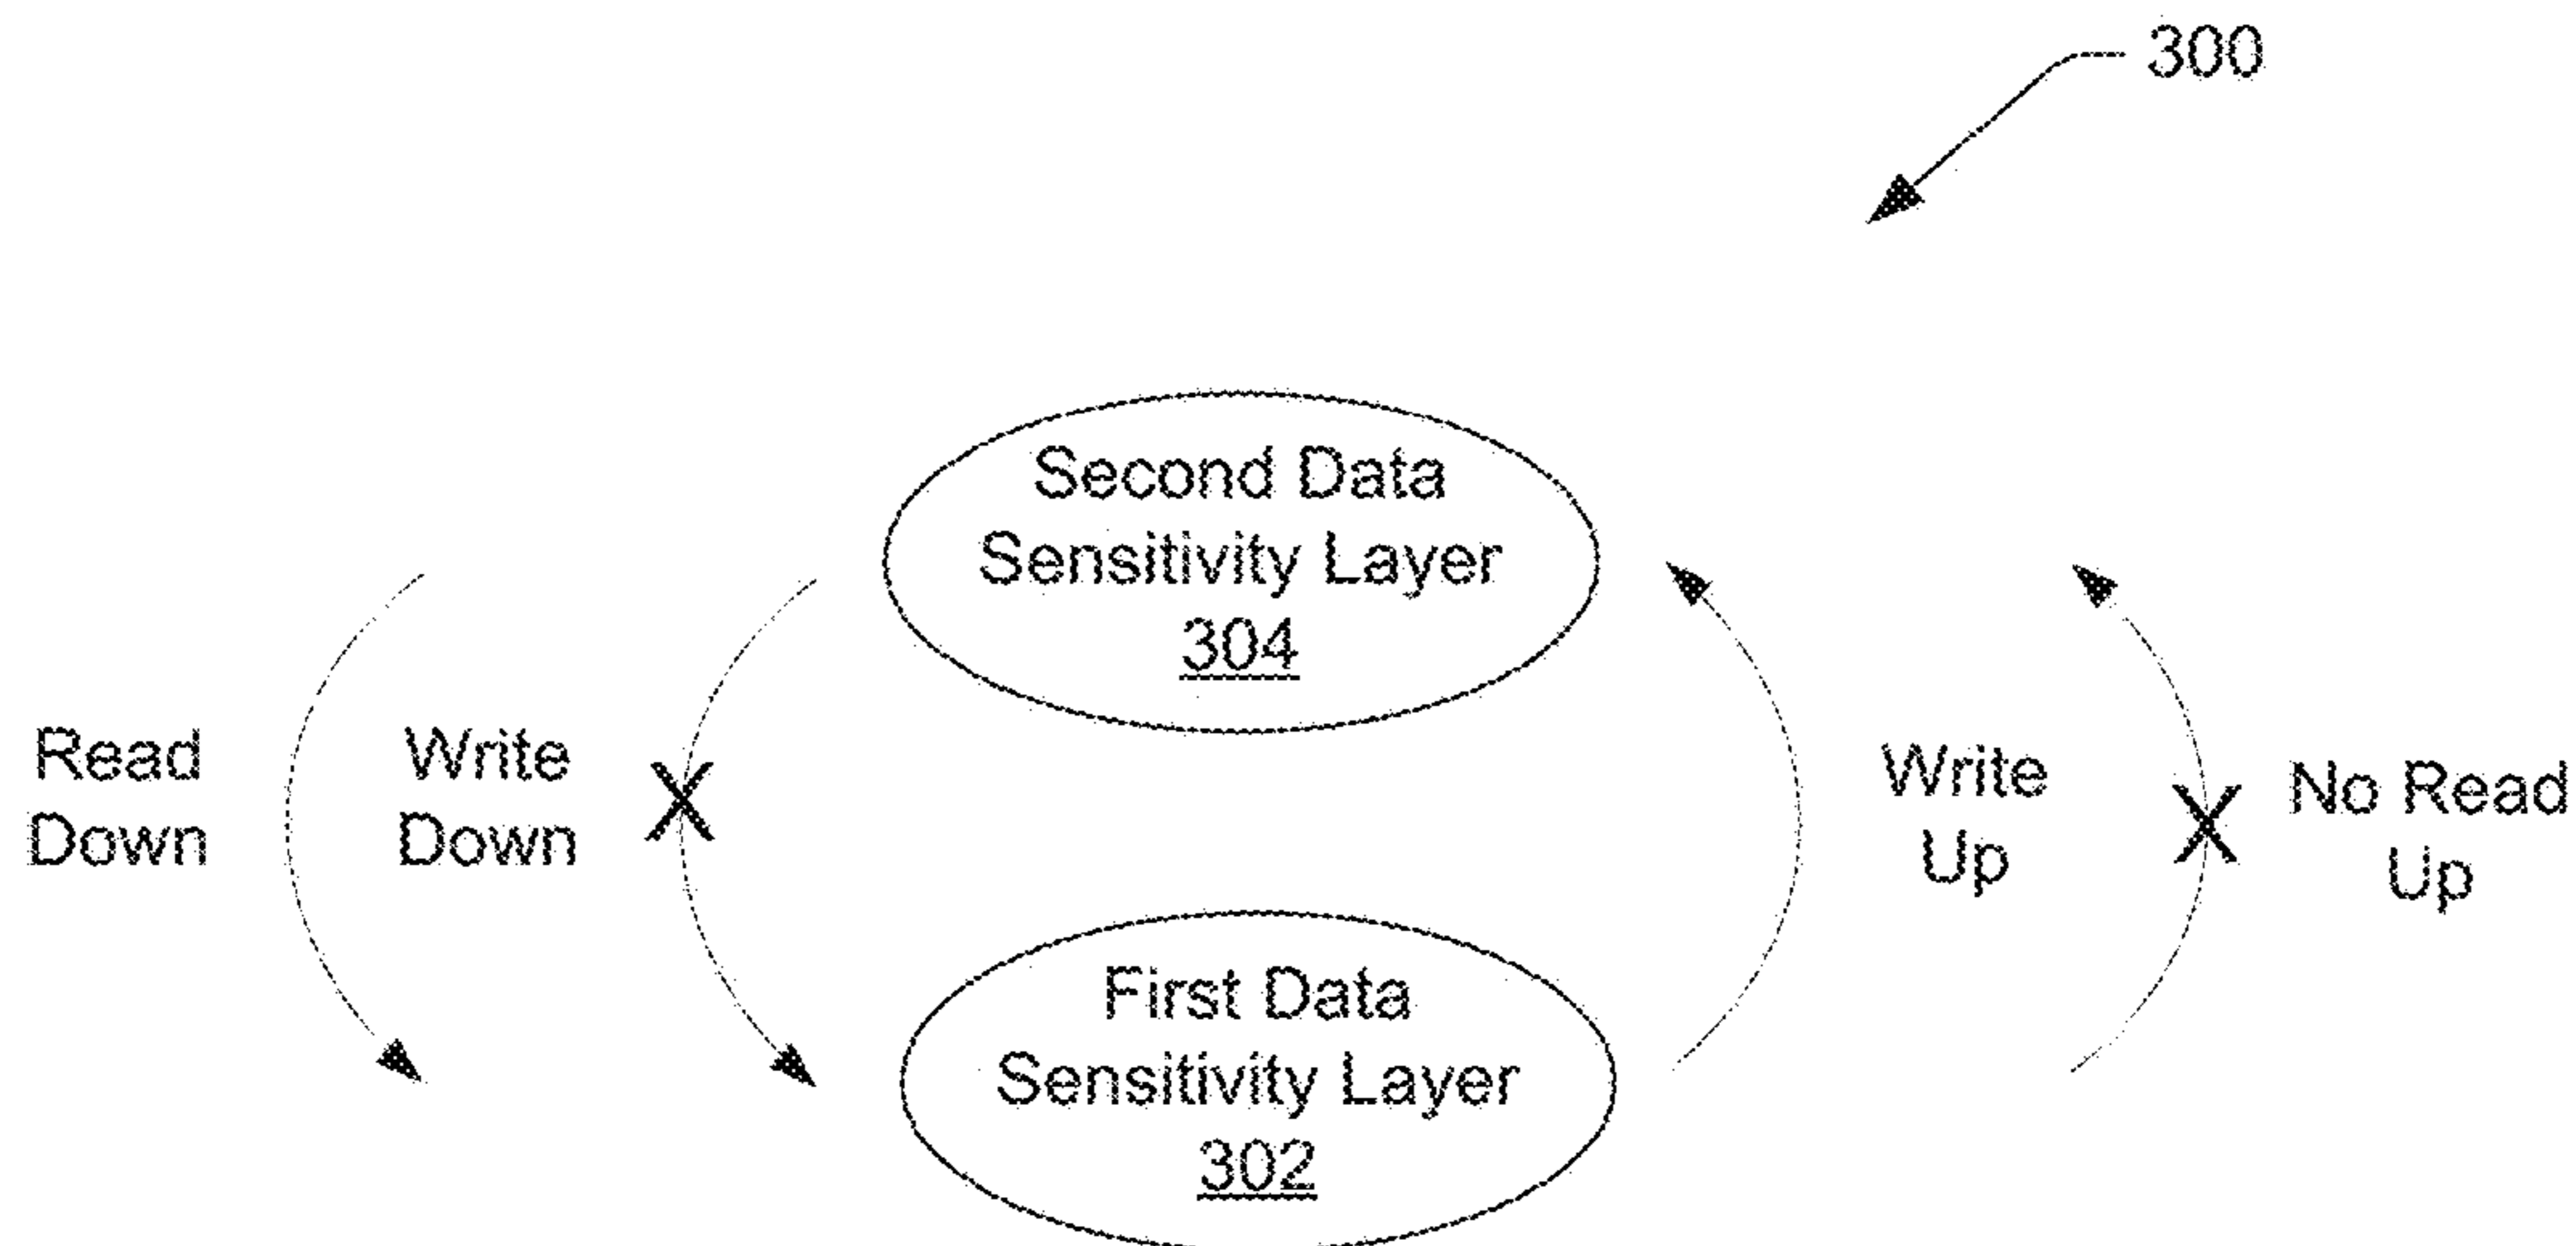 300
Second Data
Sensitivity Layer
304
Read
Down
Write
Down
Write
Up
No Read
Up
First Data
Sensitivity Layer
302